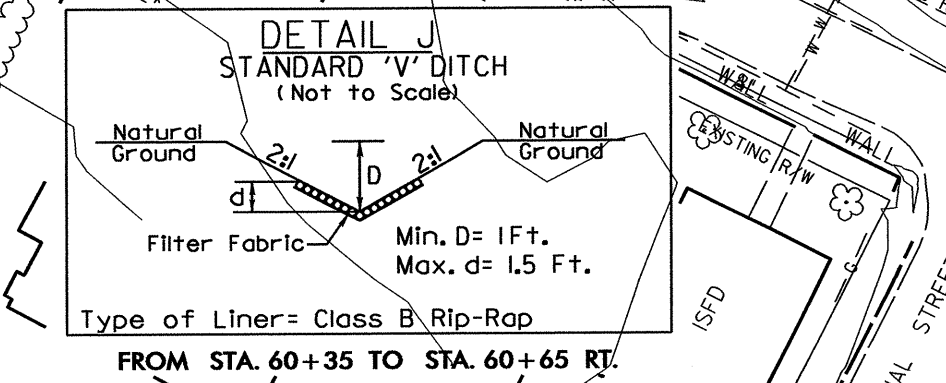 DETAIL J
STANDARD 'V' DITCH
(Not to Scale)
Natural
Ground
2:1
2:1
Natural
Ground
D
d
Filter Fabric
Min. D= 1 Ft.
Max. d= 1.5 Ft.
Type of Liner= Class B Rip-Rap
FROM STA. 60+35 TO STA. 60+65 RT.
W
W
WALL
WALL
EXISTING R/W
G
ISFD